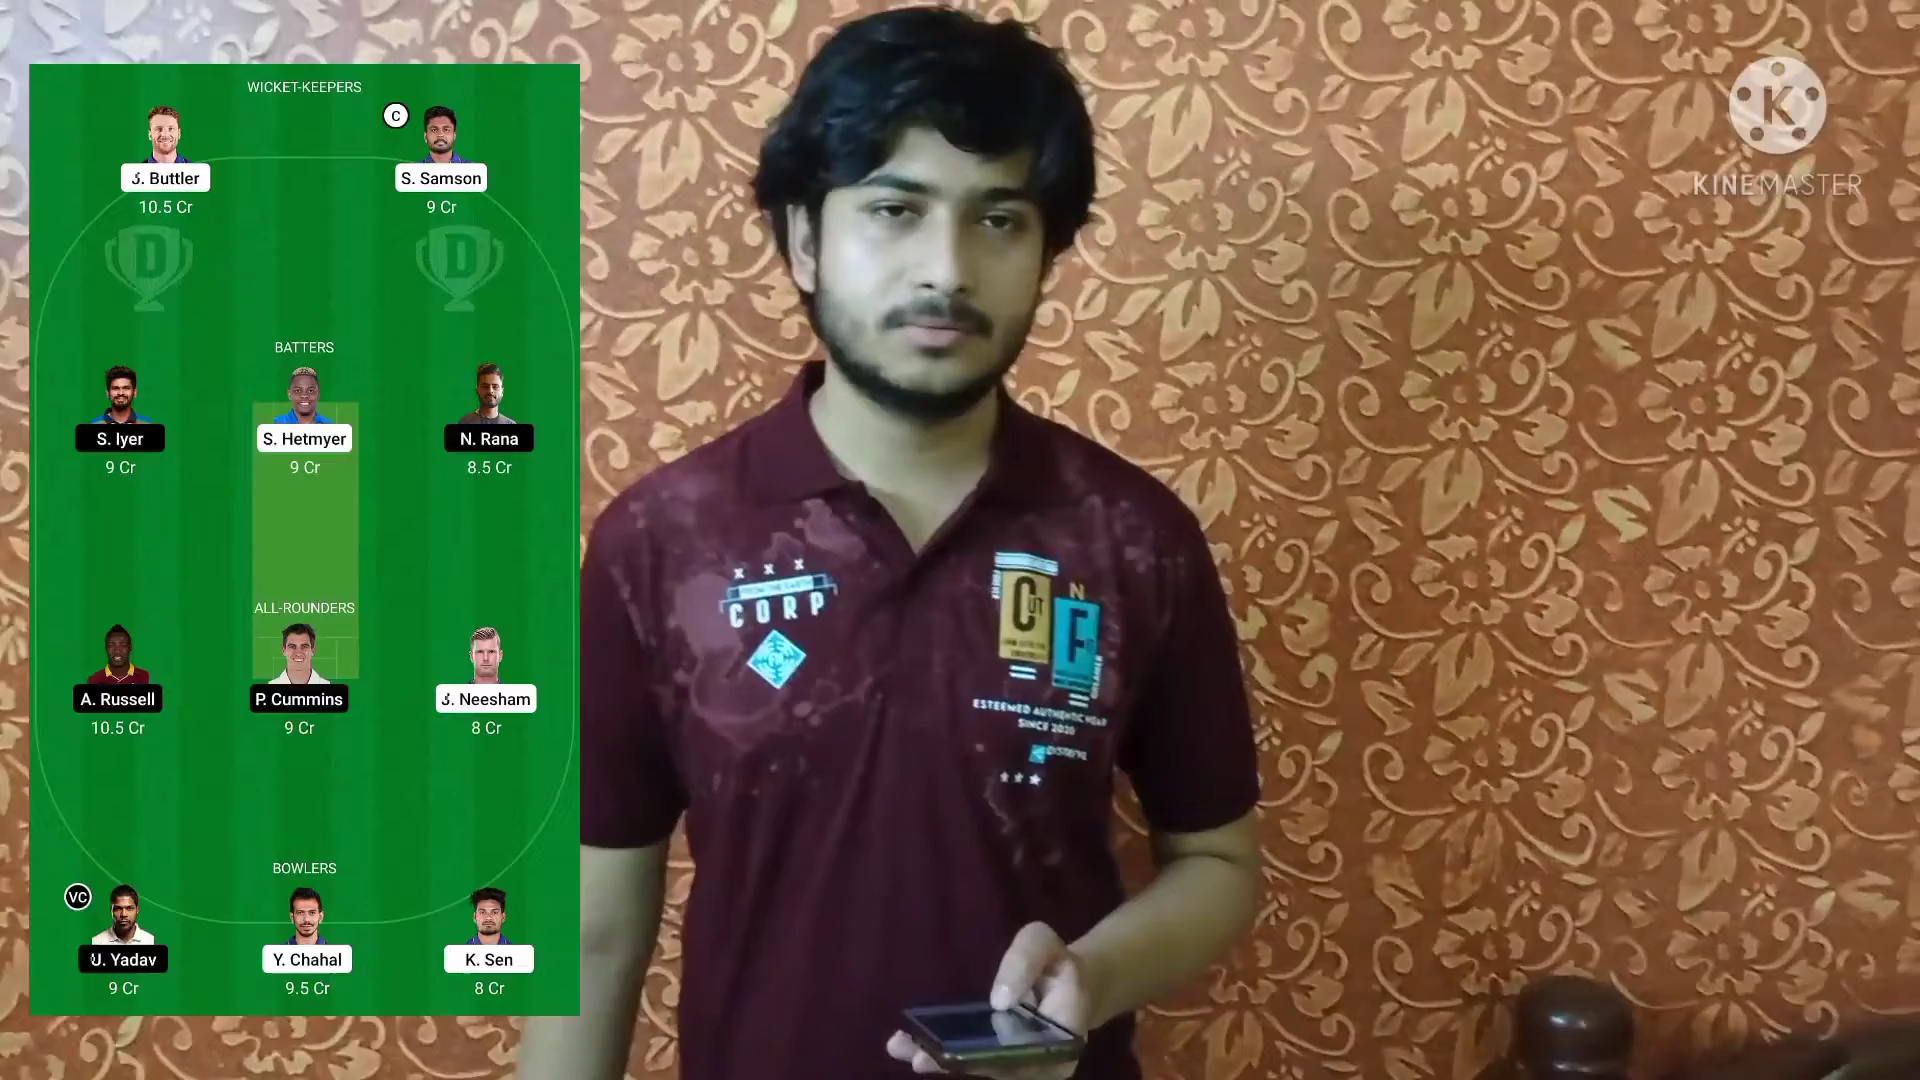 WICKET-KEEPERS
C
J. Buttler
S. Samson
10.5 Cr
9 Cr
D
D
BATTERS
S. Iyer
S. Hetmyer
N. Rana
9 Cr
9 Cr
8.5 Cr
ALL-ROUNDERS
A. Russell
P. Cummins
J. Neesham
10.5 Cr
9 Cr
8 Cr
BOWLERS
VC
U. Yadav
Y. Chahal
K. Sen
9 Cr
9.5 Cr
8 Cr
X X X
CORP
CUT
N
F
ESTEEMED AUTHENTIC WEAR
SINCE 2020
K
KINEMASTER